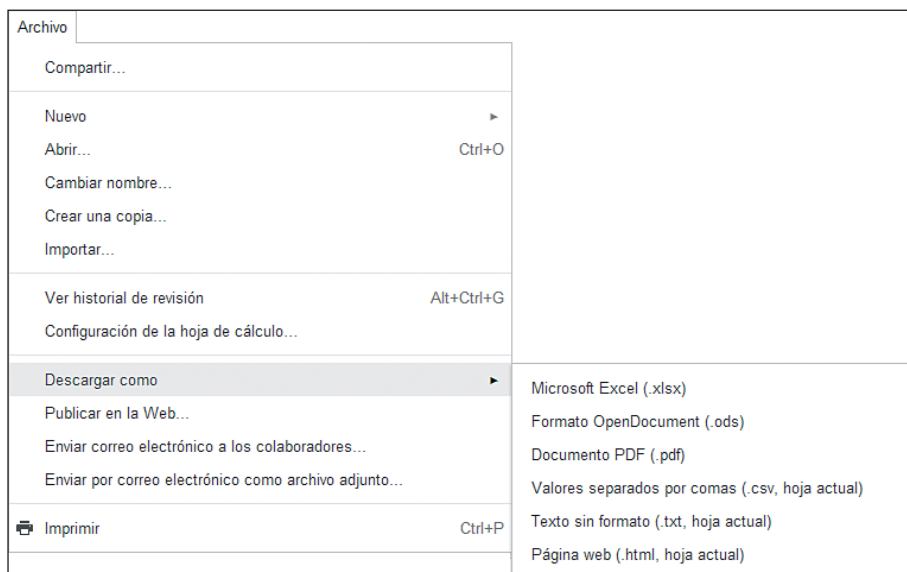 Archivo
Compartir...
Nuevo
Abrir... Ctrl+O
Cambiar nombre...
Crear una copia...
Importar...
Ver historial de revisión Alt+Ctrl+G
Configuración de la hoja de cálculo...
Descargar como
Publicar en la Web...
Enviar correo electrónico a los colaboradores...
Enviar por correo electrónico como archivo adjunto...
Imprimir Ctrl+P
Microsoft Excel (.xlsx)
Formato OpenDocument (.ods)
Documento PDF (.pdf)
Valores separados por comas (.csv, hoja actual)
Texto sin formato (.txt, hoja actual)
Página web (.html, hoja actual)